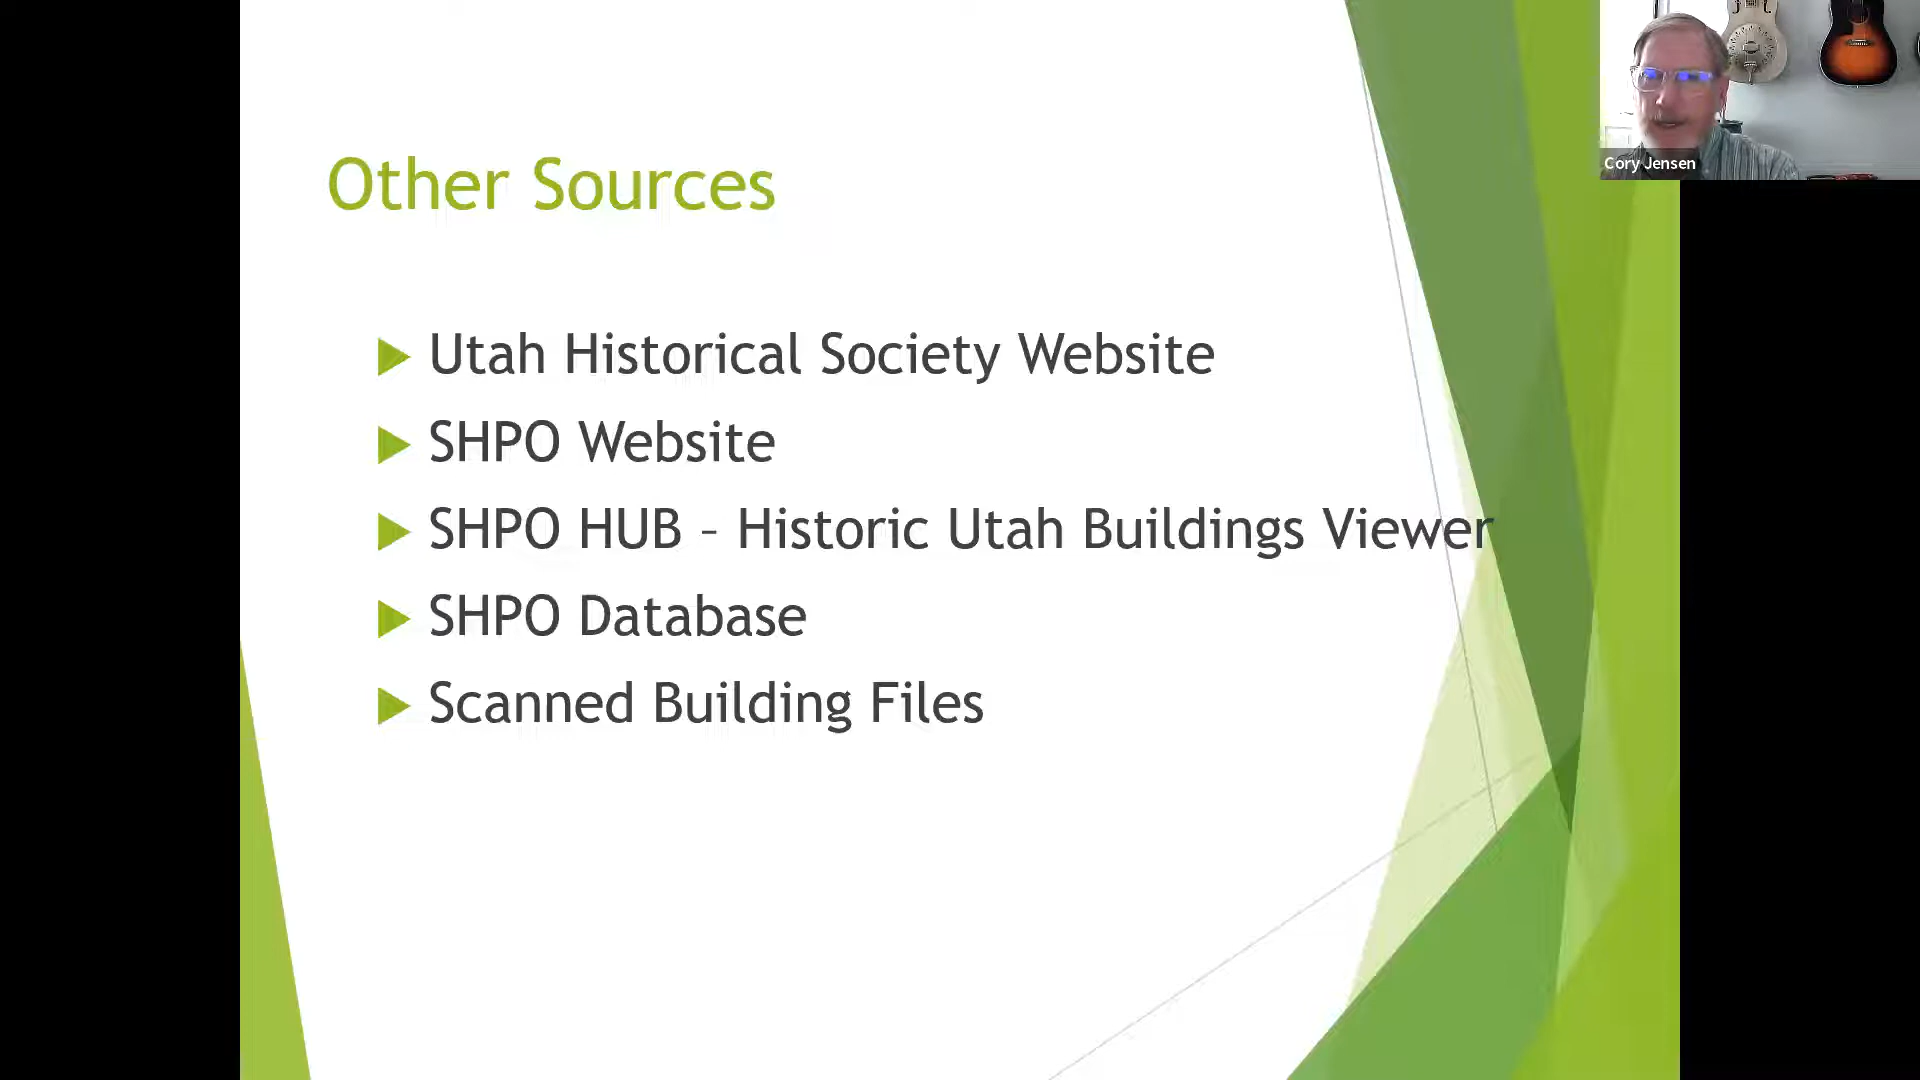 Other Sources
Utah Historical Society Website
SHPO Website
SHPO HUB – Historic Utah Buildings Viewer
SHPO Database
Scanned Building Files
Cory Jensen